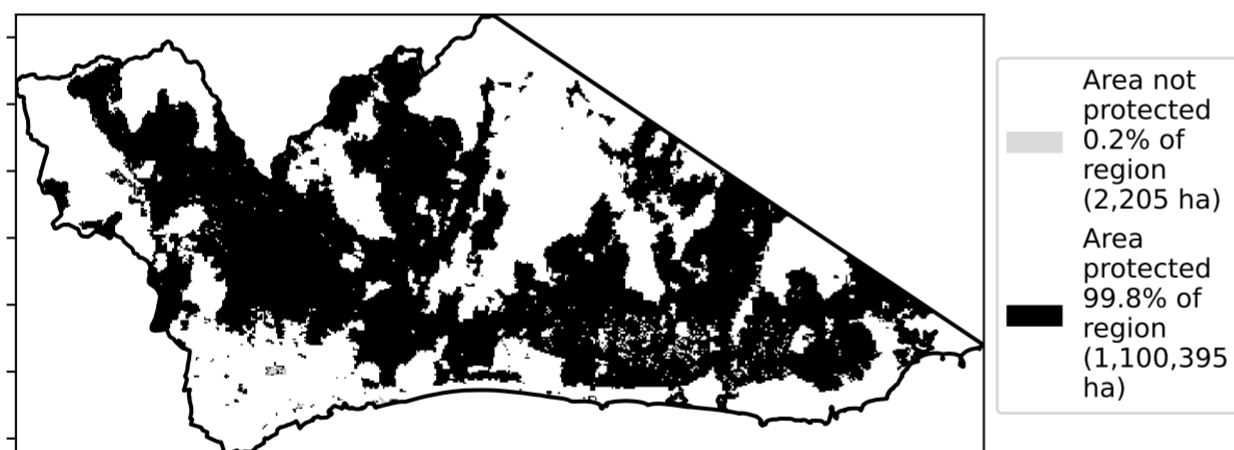 Area not
protected
0.2% of
region
(2,205 ha)
Area
protected
99.8% of
region
(1,100,395
ha)